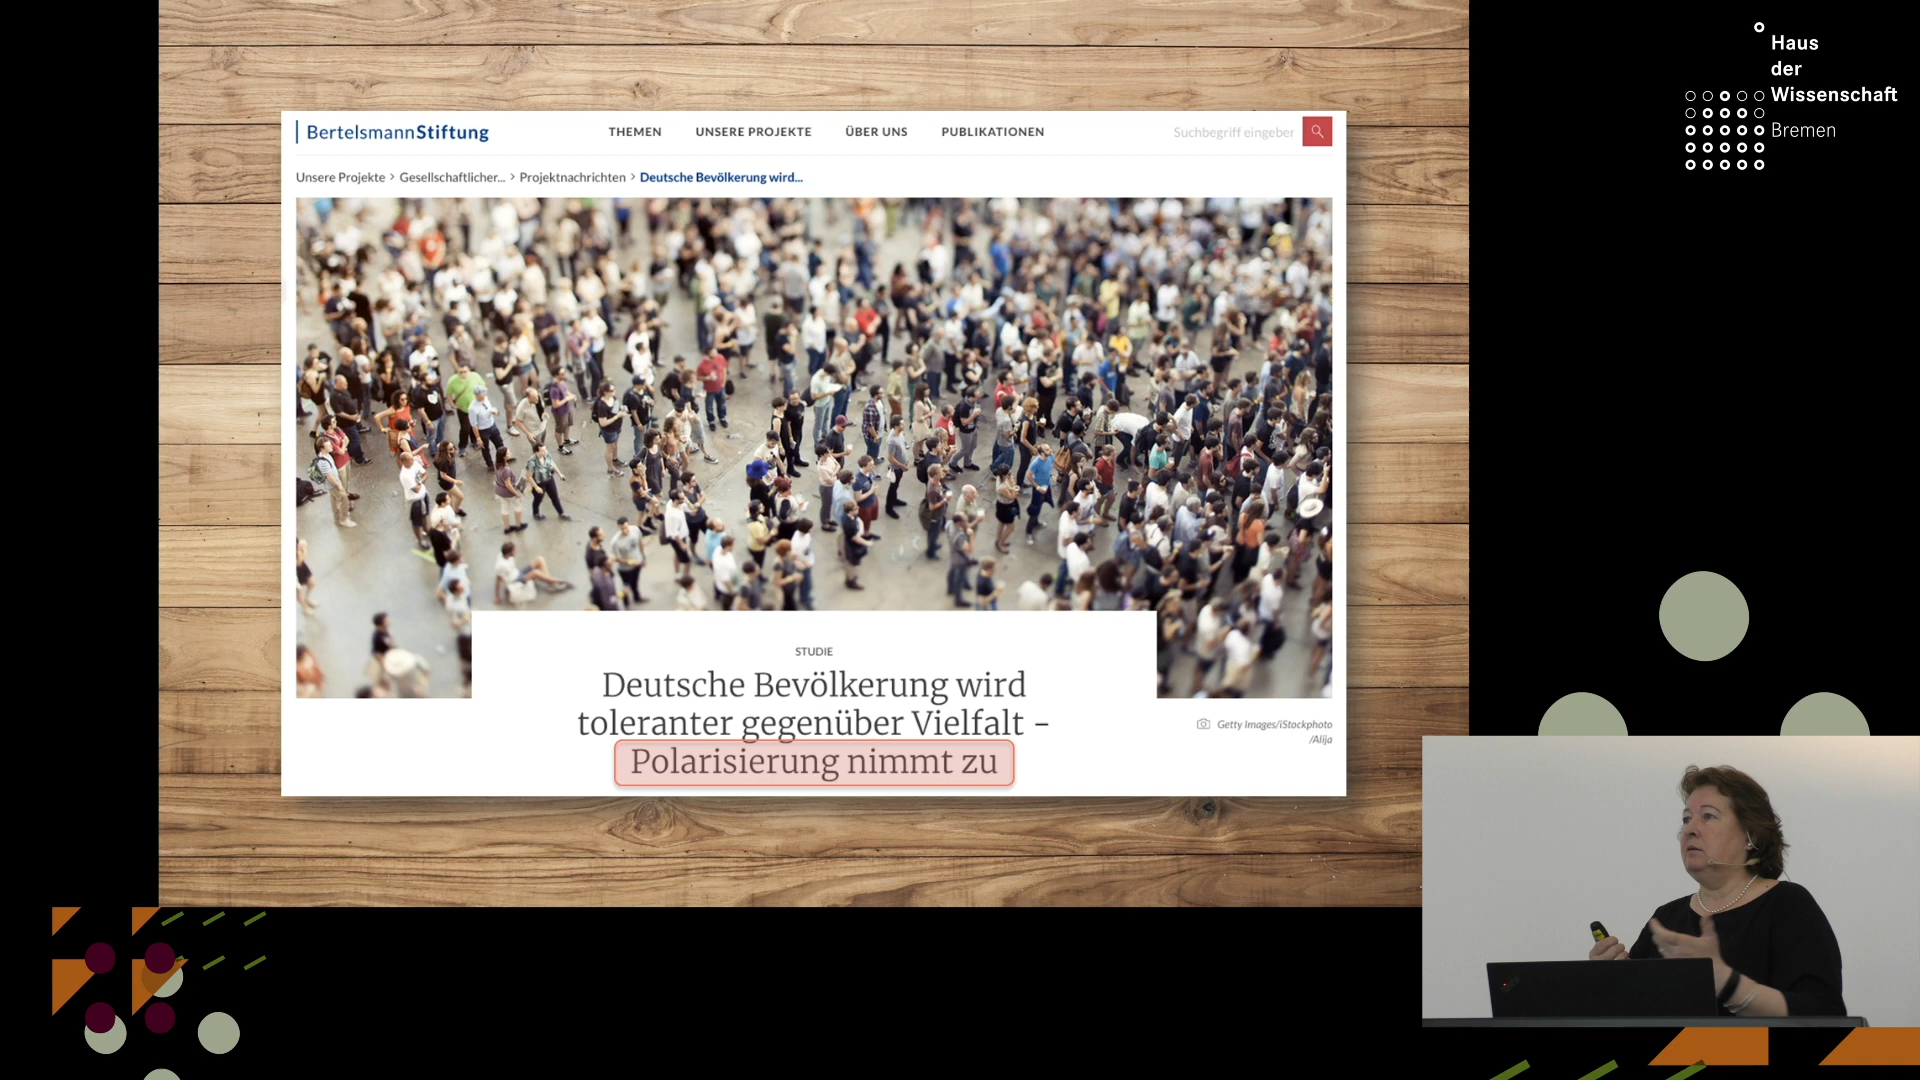 Haus
der
Wissenschaft
Bremen
BertelsmannStiftung
THEMEN UNSERE PROJEKTE ÜBER UNS PUBLIKATIONEN
Suchbegriff eingeber
Unsere Projekte > Gesellschaftlicher... > Projektnachrichten > Deutsche Bevölkerung wird...
STUDIE
Deutsche Bevölkerung wird
toleranter gegenüber Vielfalt –
Polarisierung nimmt zu
Getty Images/iStockphoto
/Alija